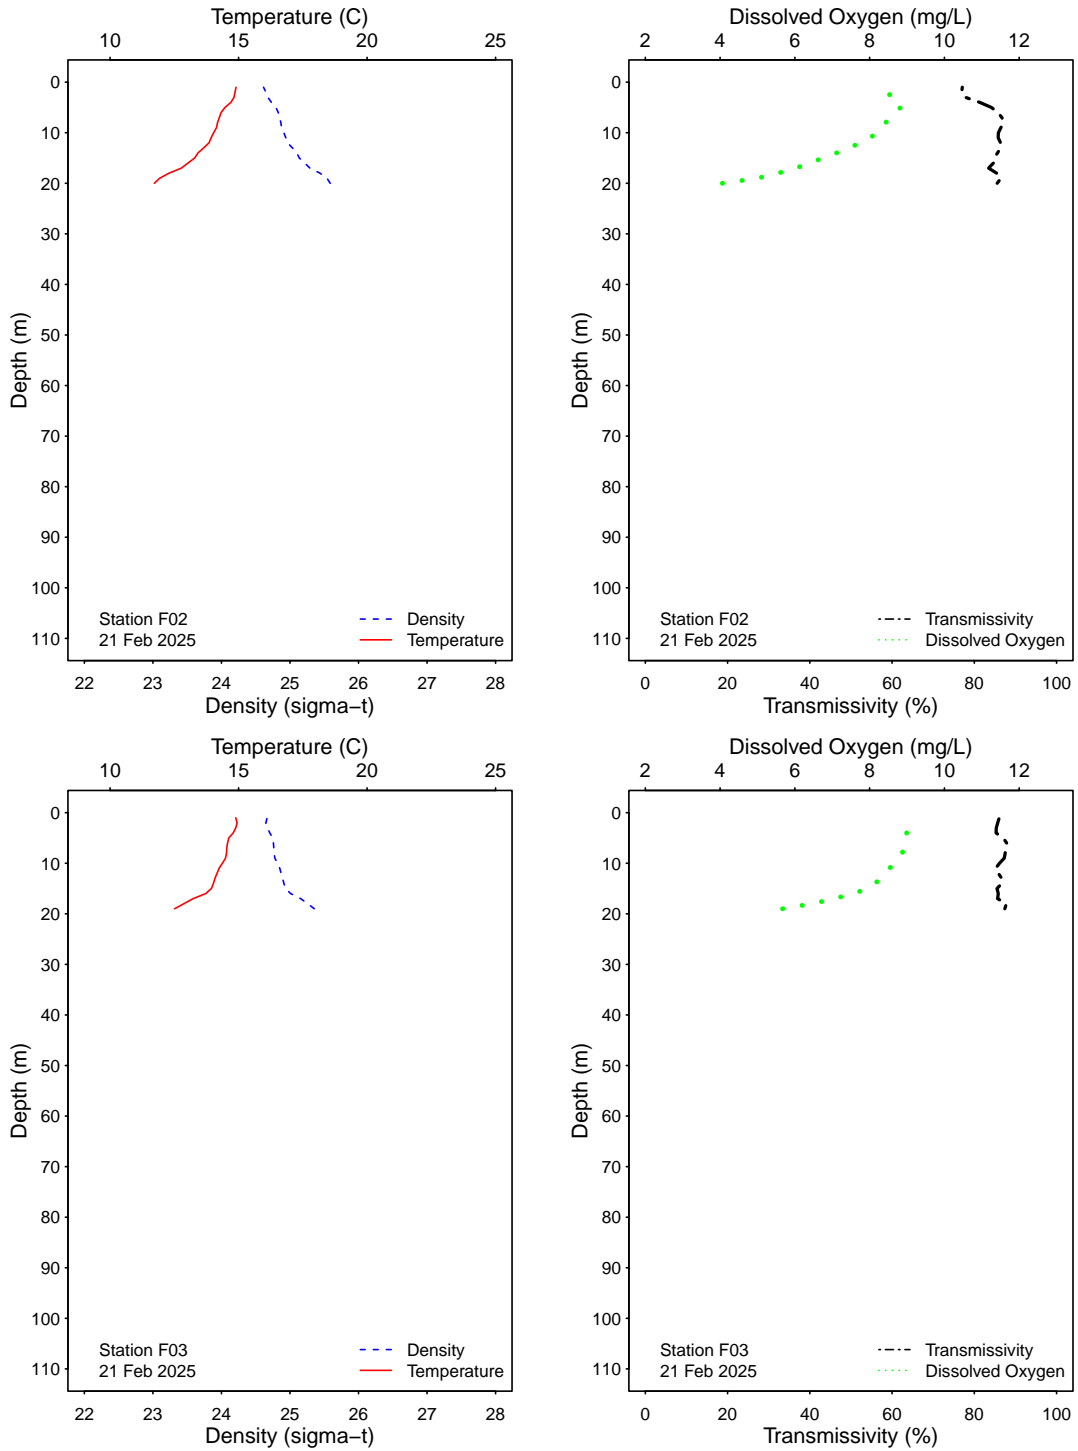 Temperature (C)
10 15 20 25
0
10
20
30
40
50
60
70
80
90
100
110
Depth (m)
Station F02
21 Feb 2025
Density
Temperature
22 23 24 25 26 27 28
Density (sigma−t)
Dissolved Oxygen (mg/L)
2 4 6 8 10 12
0
10
20
30
40
50
60
70
80
90
100
110
Depth (m)
Station F02
21 Feb 2025
Transmissivity
Dissolved Oxygen
0 20 40 60 80 100
Transmissivity (%)
Temperature (C)
10 15 20 25
0
10
20
30
40
50
60
70
80
90
100
110
Depth (m)
Station F03
21 Feb 2025
Density
Temperature
22 23 24 25 26 27 28
Density (sigma−t)
Dissolved Oxygen (mg/L)
2 4 6 8 10 12
0
10
20
30
40
50
60
70
80
90
100
110
Depth (m)
Station F03
21 Feb 2025
Transmissivity
Dissolved Oxygen
0 20 40 60 80 100
Transmissivity (%)